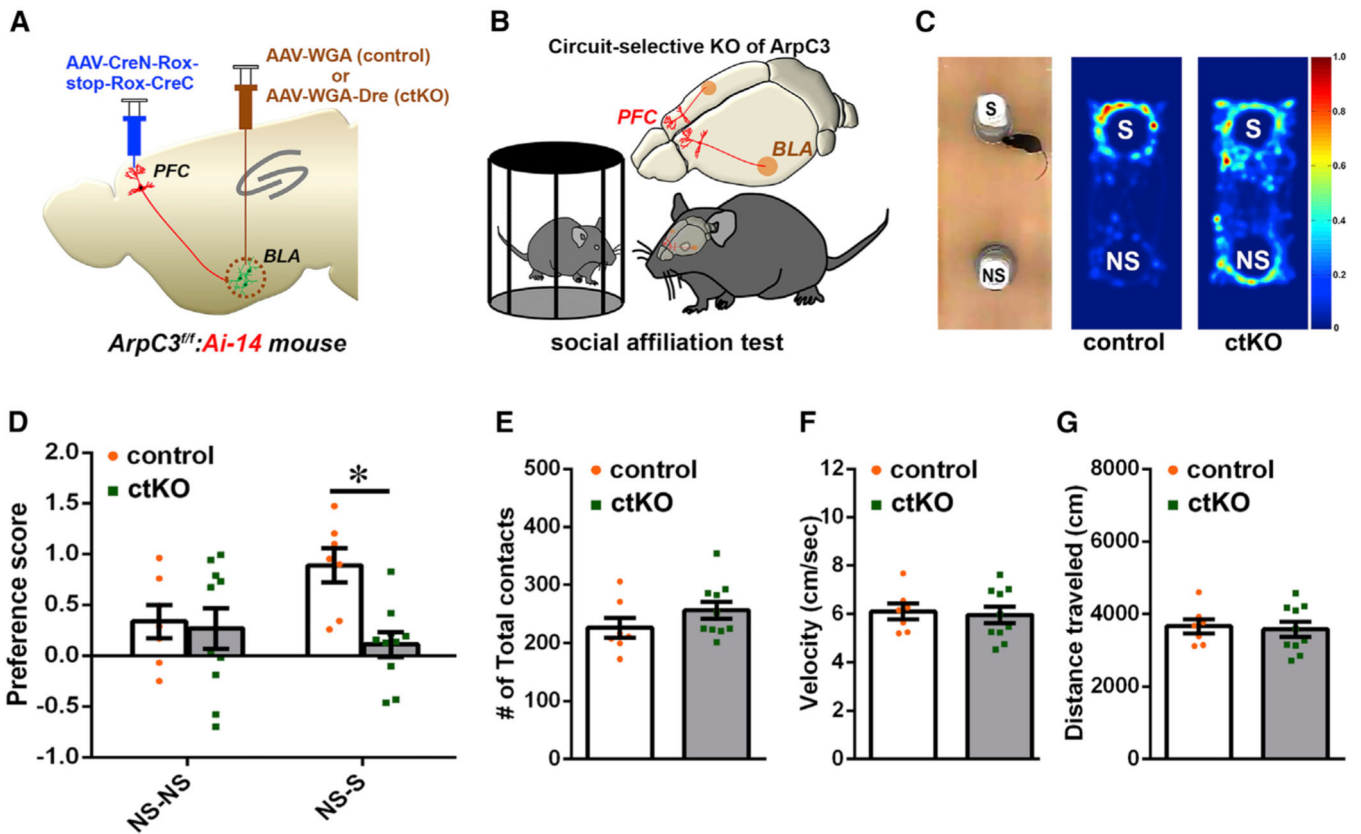 A
AAV-CreN-Rox-
stop-Rox-CreC
AAV-WGA (control)
or
AAV-WGA-Dre (ctKO)
PFC
BLA
ArpC3f/f:Ai-14 mouse
B
Circuit-selective KO of ArpC3
PFC
BLA
social affiliation test
C
S
NS
S
NS
control
S
NS
ctKO
1.0
0.8
0.6
0.4
0.2
0
D
Preference score
2.0
1.5
1.0
0.5
0.0
-0.5
-1.0
control
ctKO
*
NS-NS
NS-S
E
# of Total contacts
500
400
300
200
100
0
control
ctKO
F
Velocity (cm/sec)
12
10
8
6
4
2
0
control
ctKO
G
Distance traveled (cm)
8000
6000
4000
2000
0
control
ctKO